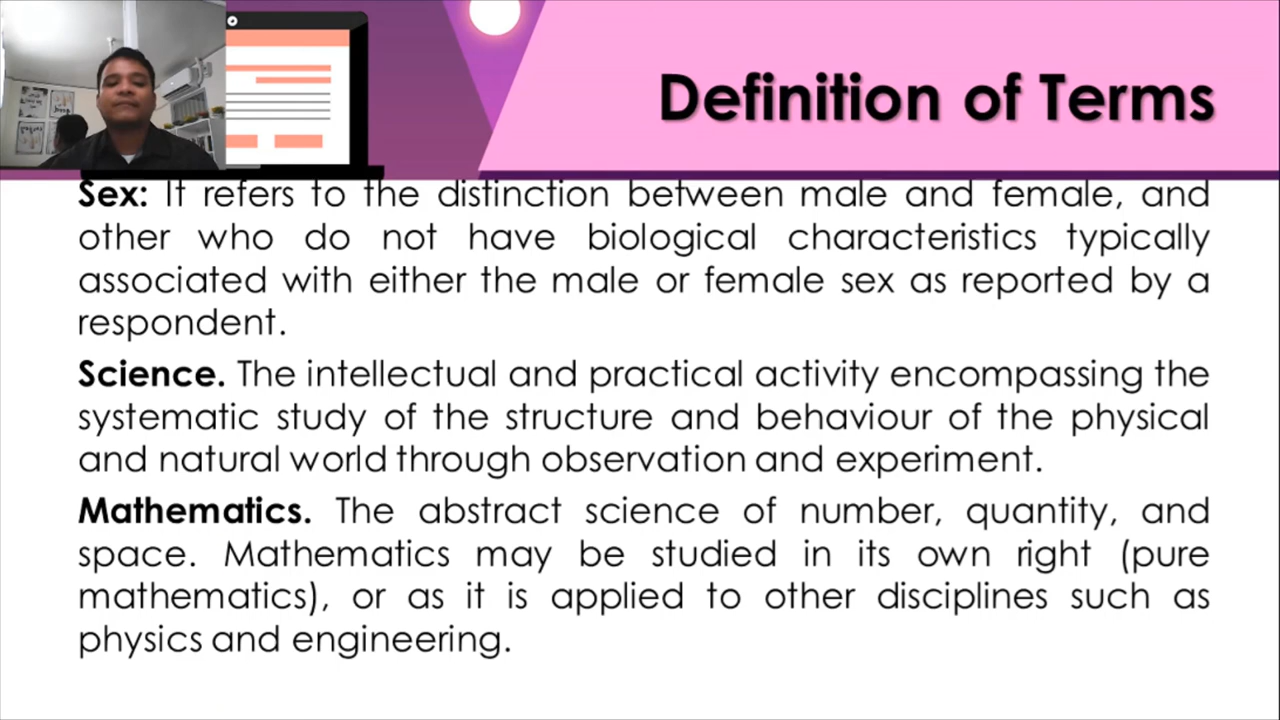 Definition of Terms
Sex: It refers to the distinction between male and female, and
other who do not have biological characteristics typically
associated with either the male or female sex as reported by a
respondent.
Science. The intellectual and practical activity encompassing the
systematic study of the structure and behaviour of the physical
and natural world through observation and experiment.
Mathematics. The abstract science of number, quantity, and
space. Mathematics may be studied in its own right (pure
mathematics), or as it is applied to other disciplines such as
physics and engineering.